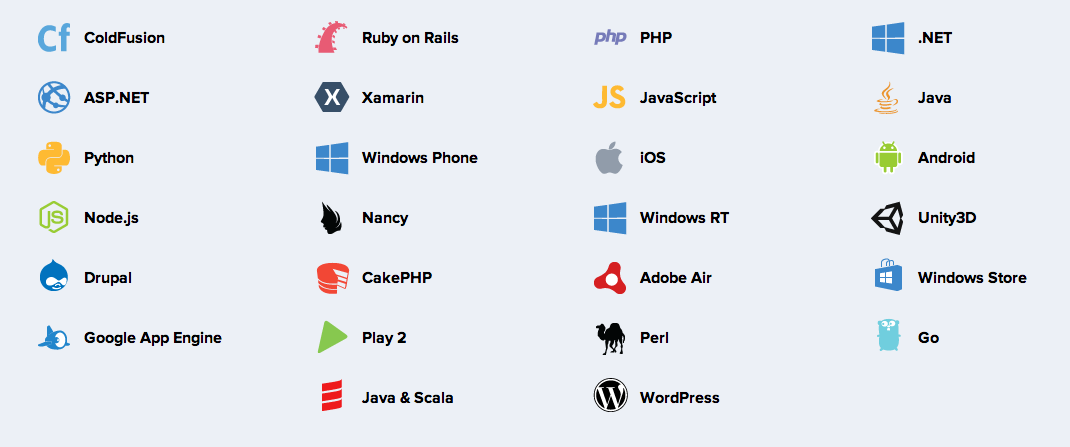 Cf ColdFusion
Ruby on Rails
php PHP
.NET
ASP.NET
X Xamarin
JS JavaScript
Java
Python
Windows Phone
iOS
Android
JS Node.js
Nancy
Windows RT
Unity3D
Drupal
CakePHP
Adobe Air
Windows Store
Google App Engine
Play 2
Perl
Go
Java & Scala
W WordPress